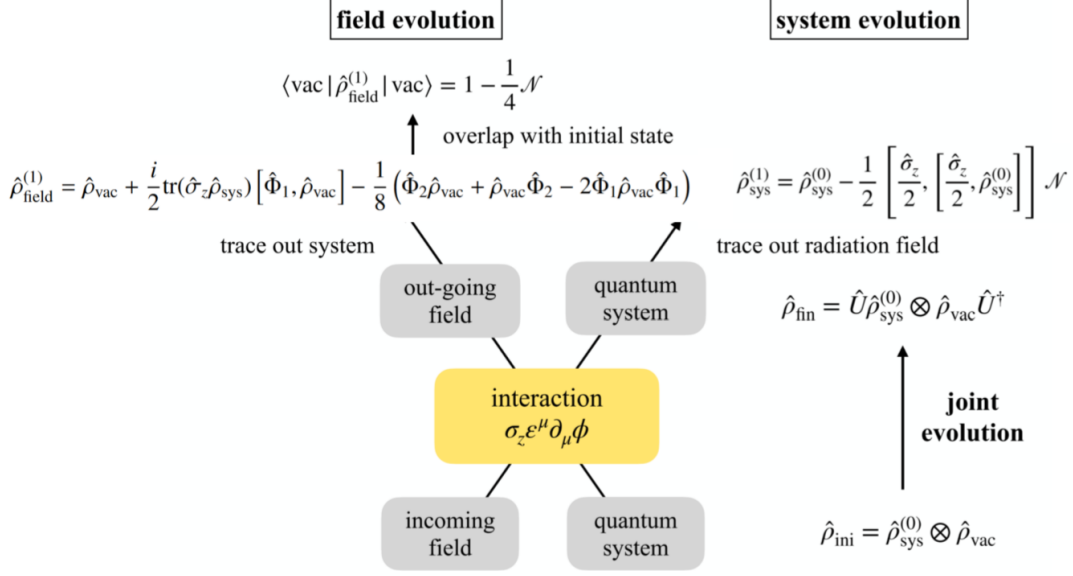 field evolution
system evolution
⟨vac|ρ̂_field^(1)|vac⟩ = 1 − 1/4 𝒩
overlap with initial state
ρ̂_field^(1) = ρ̂_vac + i/2 tr(σ̂_z ρ̂_sys)[Φ̂_1, ρ̂_vac] − 1/8 (Φ̂_2 ρ̂_vac + ρ̂_vac Φ̂_2 − 2Φ̂_1 ρ̂_vac Φ̂_1)
ρ̂_sys^(1) = ρ̂_sys^(0) − 1/2 [σ̂_z/2, [σ̂_z/2, ρ̂_sys^(0)]] 𝒩
trace out system
trace out radiation field
out-going
field
quantum
system
ρ̂_fin = Û ρ̂_sys^(0) ⊗ ρ̂_vac Û^†
interaction
σ_z ε^μ ∂_μ ϕ
joint
evolution
incoming
field
quantum
system
ρ̂_ini = ρ̂_sys^(0) ⊗ ρ̂_vac